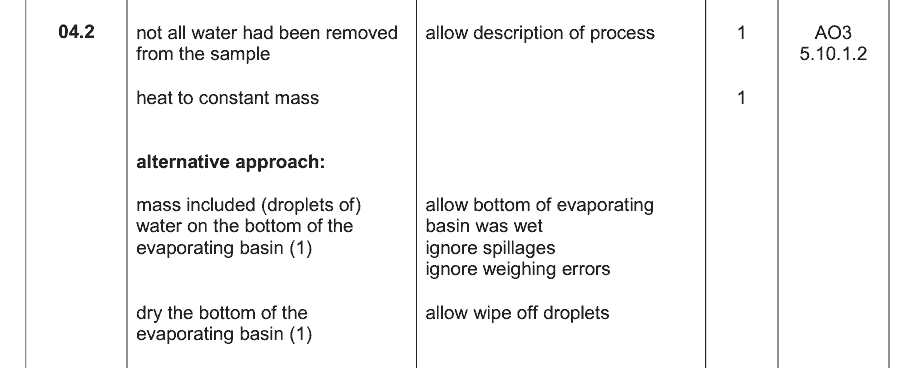 04.2 not all water had been removed allow description of process 1 AO3
from the sample 5.10.1.2
heat to constant mass 1
alternative approach:
mass included (droplets of) allow bottom of evaporating
water on the bottom of the basin was wet
evaporating basin (1) ignore spillages
ignore weighing errors
dry the bottom of the allow wipe off droplets
evaporating basin (1)